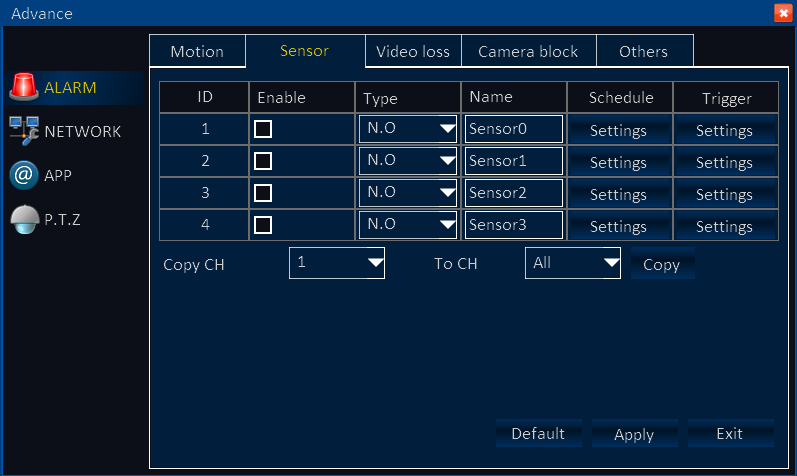 Advance
Motion Sensor Video loss Camera block Others
ALARM
NETWORK
@ APP
P.T.Z
ID Enable Type Name Schedule Trigger
1 N.O Sensor0 Settings Settings
2 N.O Sensor1 Settings Settings
3 N.O Sensor2 Settings Settings
4 N.O Sensor3 Settings Settings
Copy CH 1 To CH All Copy
Default Apply Exit